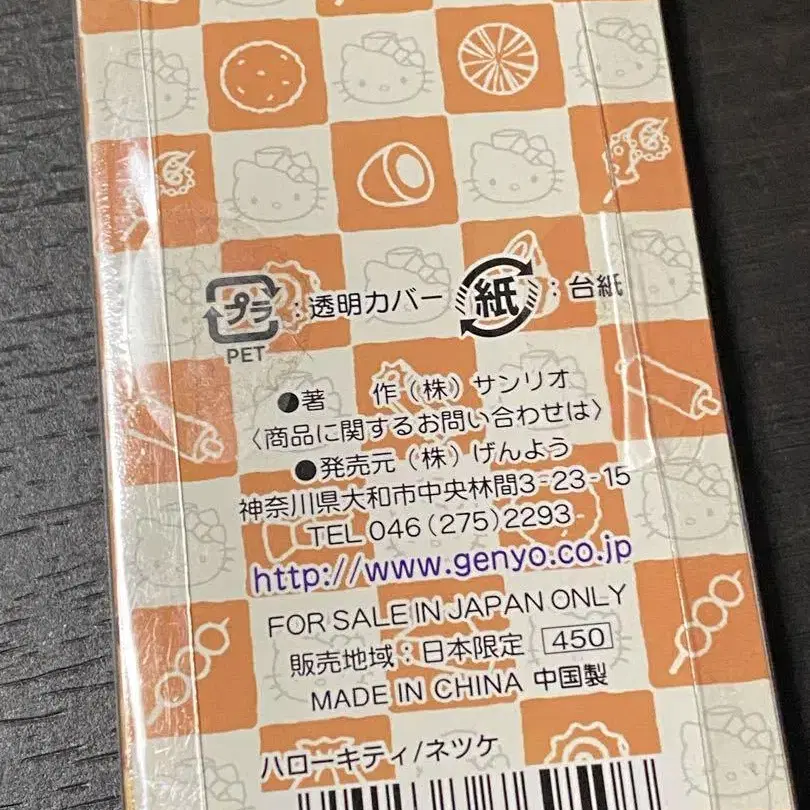 プラ：透明カバー 紙：台紙
PET
●著　作（株）サンリオ
〈商品に関するお問い合わせは〉
●発売元（株）げんよう
神奈川県大和市中央林間3-23-15
TEL 046(275)2293
http://www.genyo.co.jp
FOR SALE IN JAPAN ONLY
販売地域：日本限定 450
MADE IN CHINA 中国製
ハローキティ/ネツケ